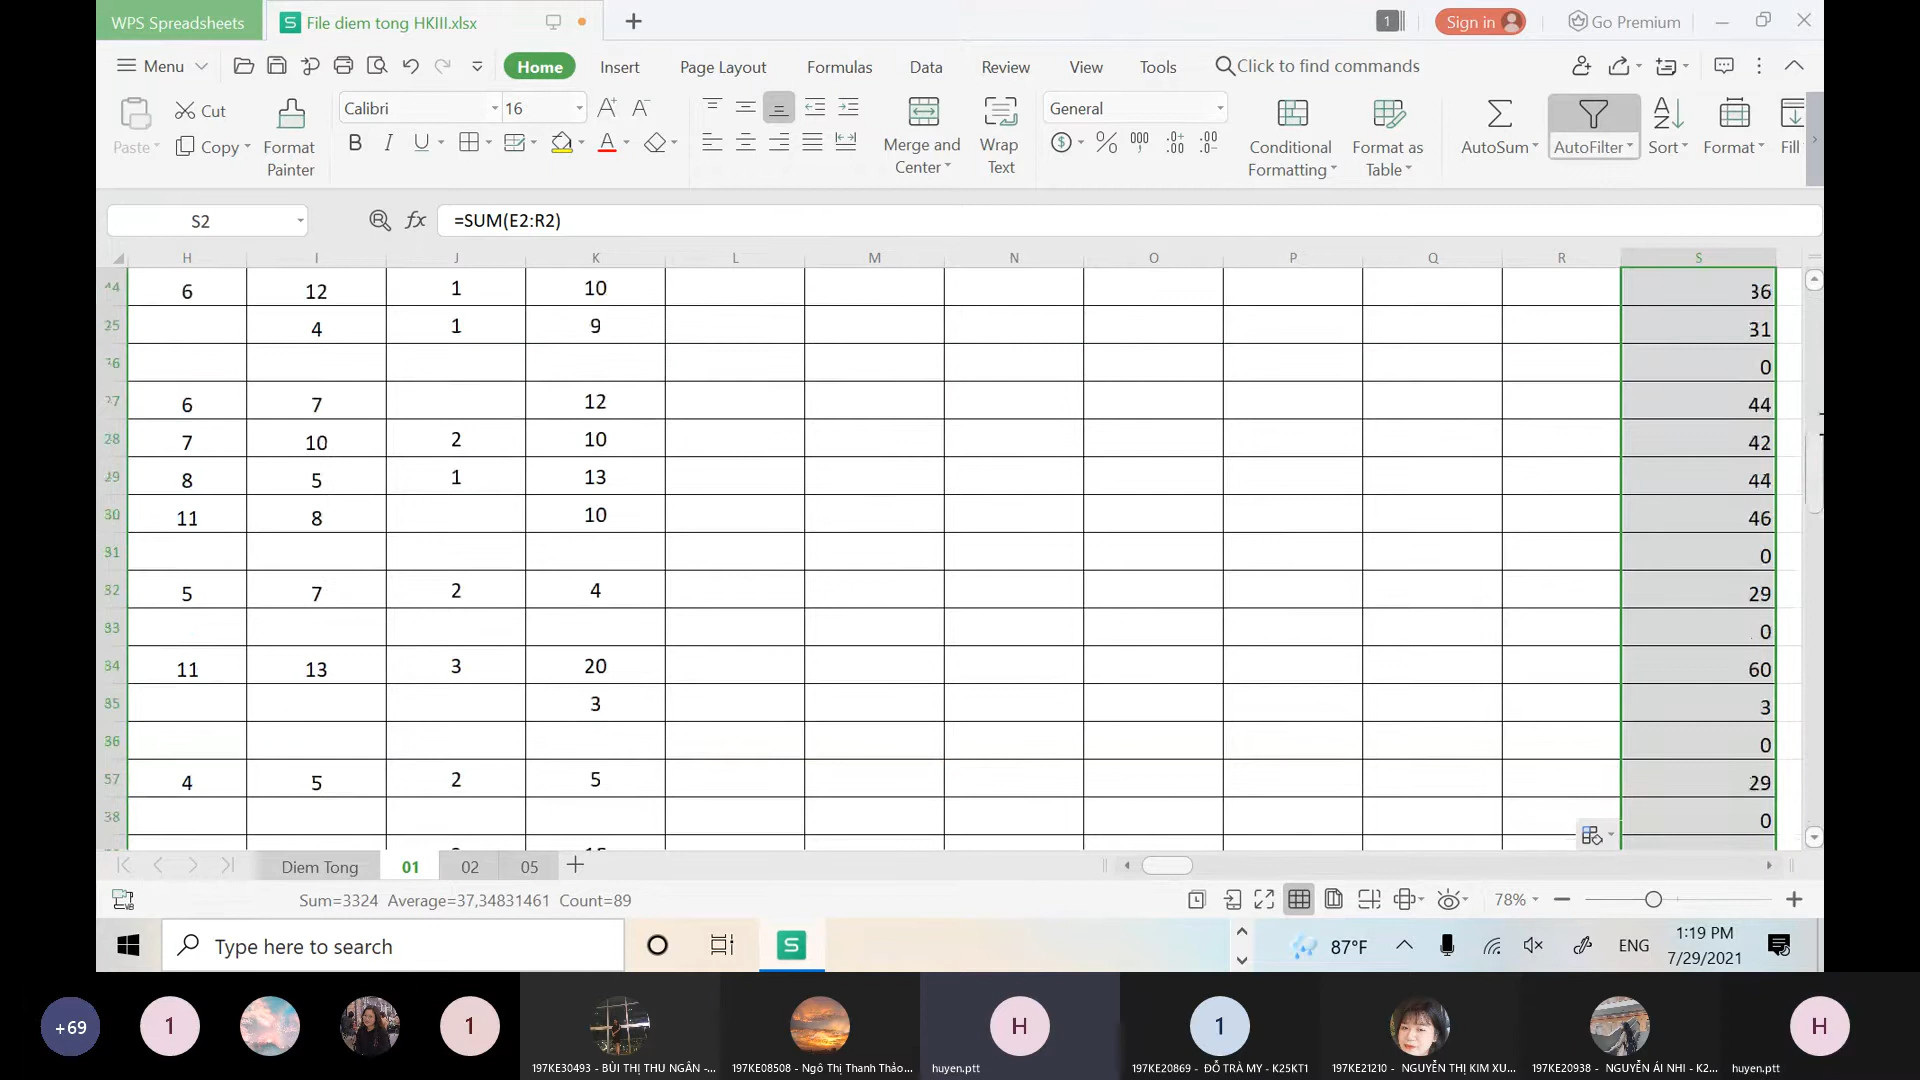 WPS Spreadsheets
File diem tong HKIII.xlsx
1
Sign in
Go Premium
Menu
Home
Insert
Page Layout
Formulas
Data
Review
View
Tools
Click to find commands
Paste
Cut
Copy
Format Painter
Calibri
16
Merge and Center
Wrap Text
General
Conditional Formatting
Format as Table
AutoSum
AutoFilter
Sort
Format
Fill
S2
fx
=SUM(E2:R2)
H I J K L M N O P Q R S
6 12 1 10 36
4 1 9 31
0
6 7 12 44
28 7 10 2 10 42
8 5 1 13 44
30 11 8 10 46
0
5 7 2 4 29
0
11 13 3 20 60
3 3
0
57 4 5 2 5 29
38 0
Diem Tong
01
02
05
Sum=3324 Average=37,34831461 Count=89
78%
Type here to search
87°F
ENG
1:19 PM
7/29/2021
+69
1
1
H
1
H
197KE30493 - BÙI THỊ THU NGÂN -...
197KE08508 - Ngô Thị Thanh Thảo...
huyen.ptt
197KE20869 - ĐỖ TRÀ MY - K25KT1
197KE21210 - NGUYỄN THỊ KIM XU...
197KE20938 - NGUYỄN ÁI NHI - K2...
huyen.ptt